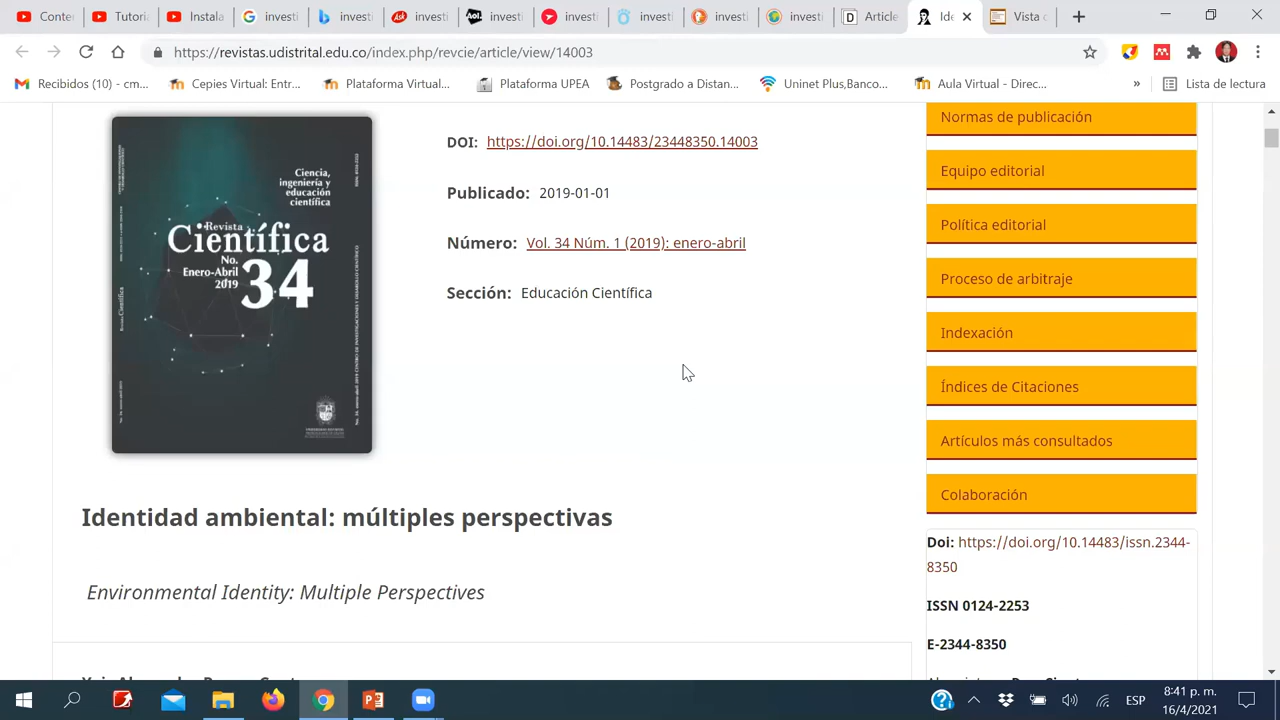 Conter
Tutoria
Instala
investi
investi
investi
Aol.
investi
investi
investi
investi
investi
Article
Ide
Vista c
https://revistas.udistrital.edu.co/index.php/revcie/article/view/14003
Recibidos (10) - cm...
Cepies Virtual: Entr...
Plataforma Virtual...
Plataforma UPEA
Postgrado a Distan...
Uninet Plus,Banco...
Aula Virtual - Direc...
»
Lista de lectura
Ciencia,
ingeniería y
educación
científica
Revista
Científica
No.
Enero-Abril
2019
34
DOI: https://doi.org/10.14483/23448350.14003
Publicado: 2019-01-01
Número: Vol. 34 Núm. 1 (2019): enero-abril
Sección: Educación Científica
Identidad ambiental: múltiples perspectivas
Environmental Identity: Multiple Perspectives
Normas de publicación
Equipo editorial
Política editorial
Proceso de arbitraje
Indexación
Índices de Citaciones
Artículos más consultados
Colaboración
Doi: https://doi.org/10.14483/issn.2344-
8350
ISSN 0124-2253
E-2344-8350
ESP
8:41 p. m.
16/4/2021